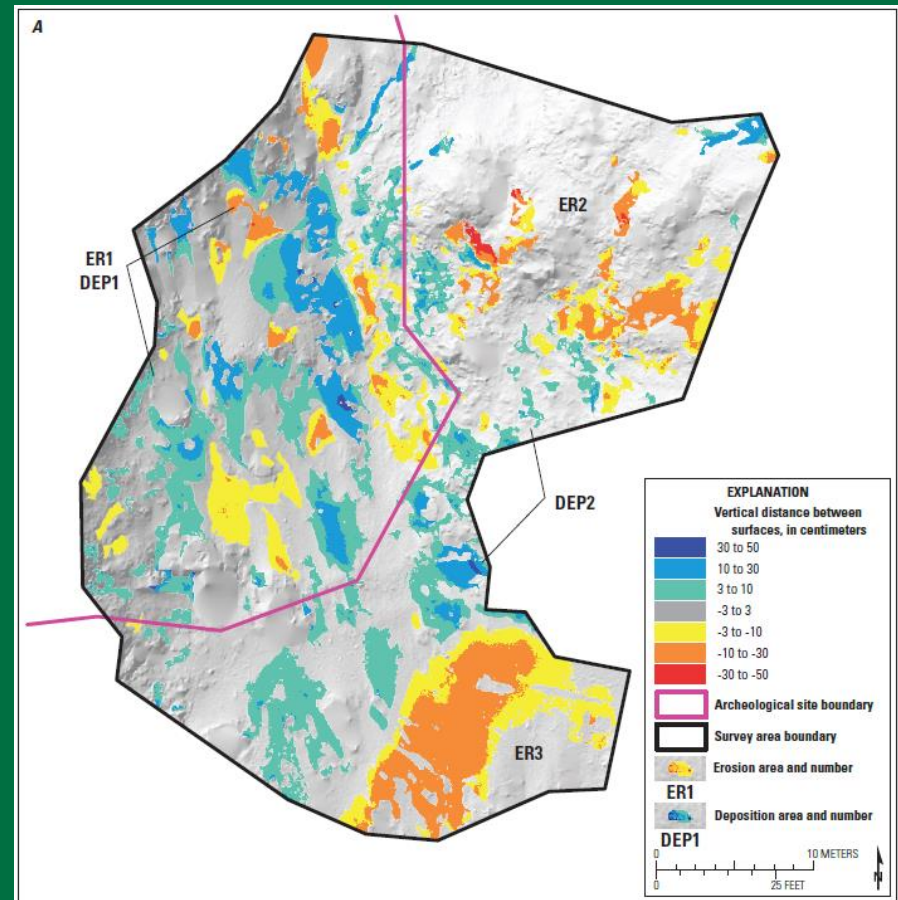 A
ER2
ER1
DEP1
DEP2
ER3
EXPLANATION
Vertical distance between
surfaces, in centimeters
30 to 50
10 to 30
3 to 10
-3 to 3
-3 to -10
-10 to -30
-30 to -50
Archeological site boundary
Survey area boundary
Erosion area and number
ER1
Deposition area and number
DEP1
0 10 METERS
0 25 FEET
N